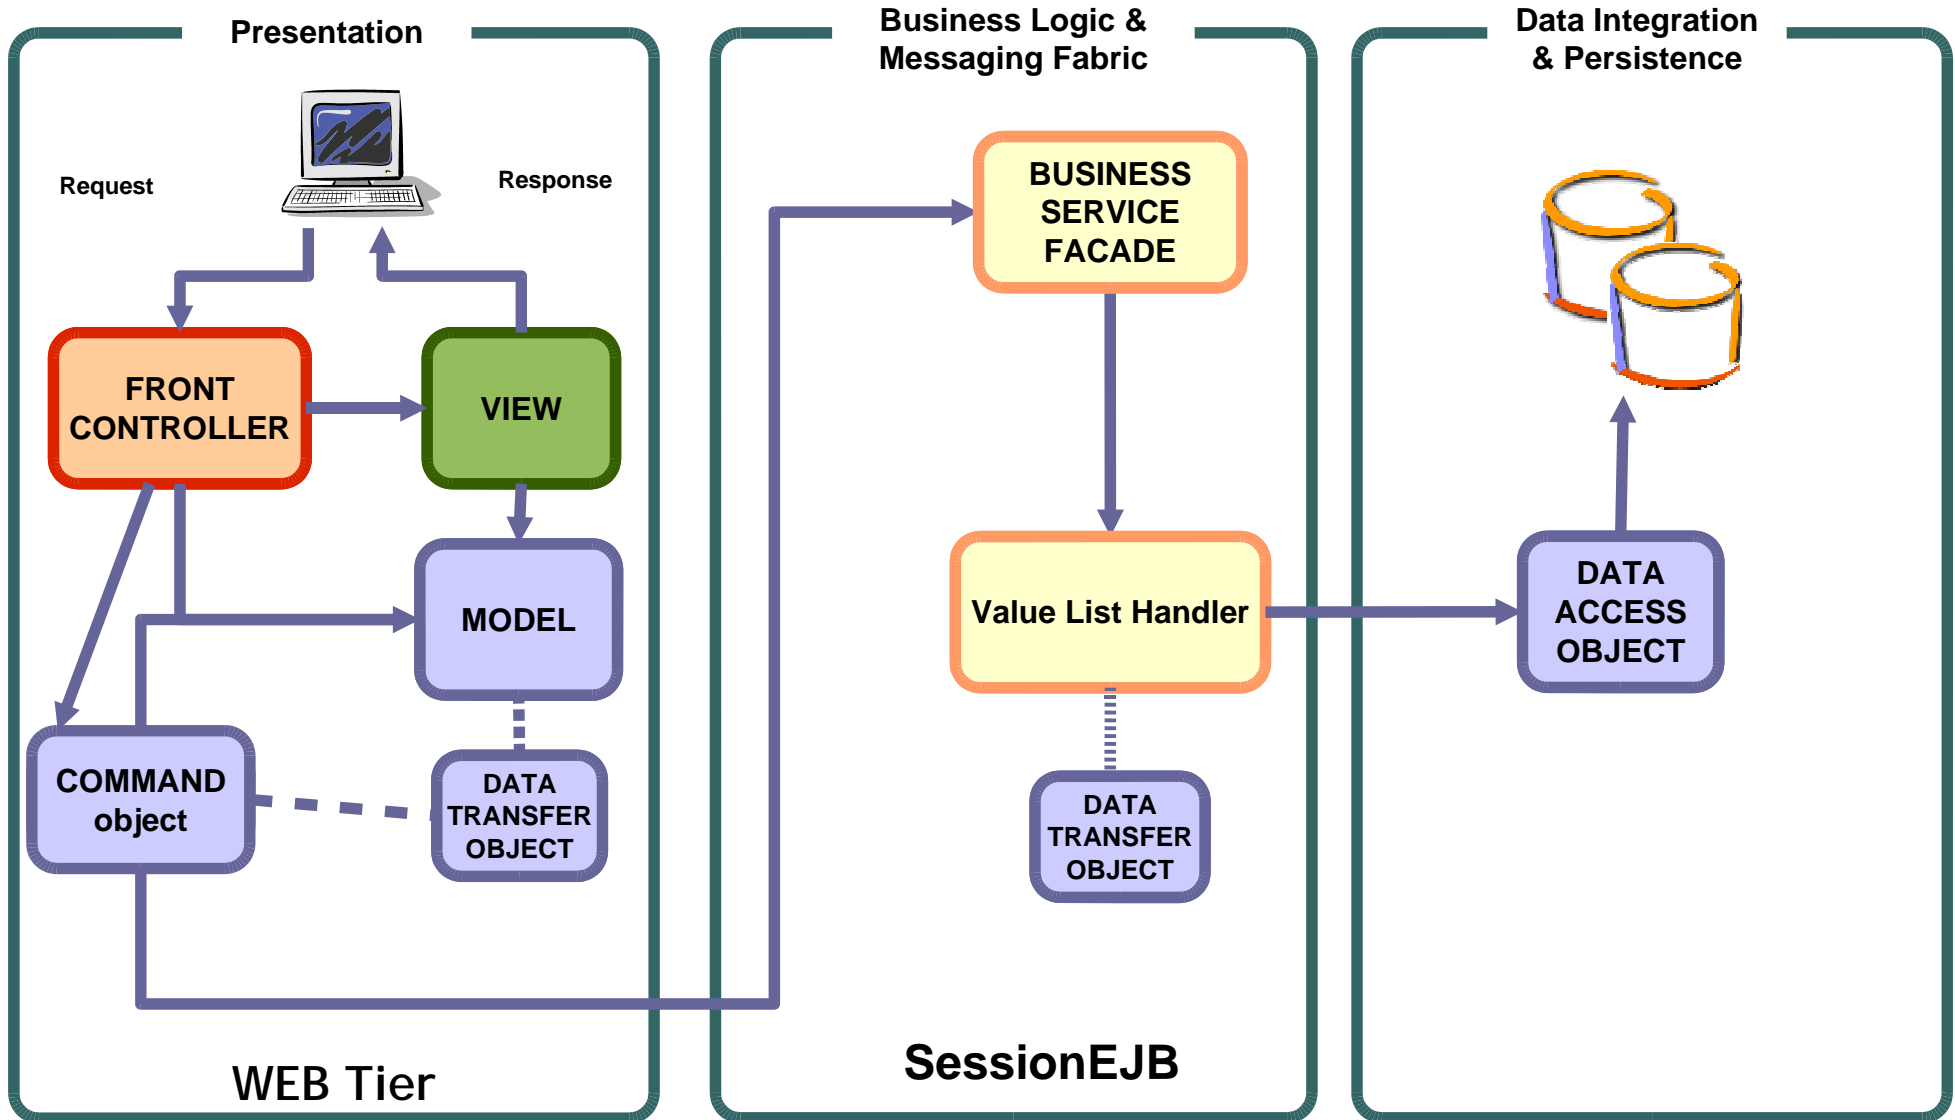 Presentation
Request
Response
FRONT
CONTROLLER
VIEW
MODEL
COMMAND
object
DATA
TRANSFER
OBJECT
WEB Tier
Business Logic &
Messaging Fabric
BUSINESS
SERVICE
FACADE
Value List Handler
DATA
TRANSFER
OBJECT
SessionEJB
Data Integration
& Persistence
DATA
ACCESS
OBJECT